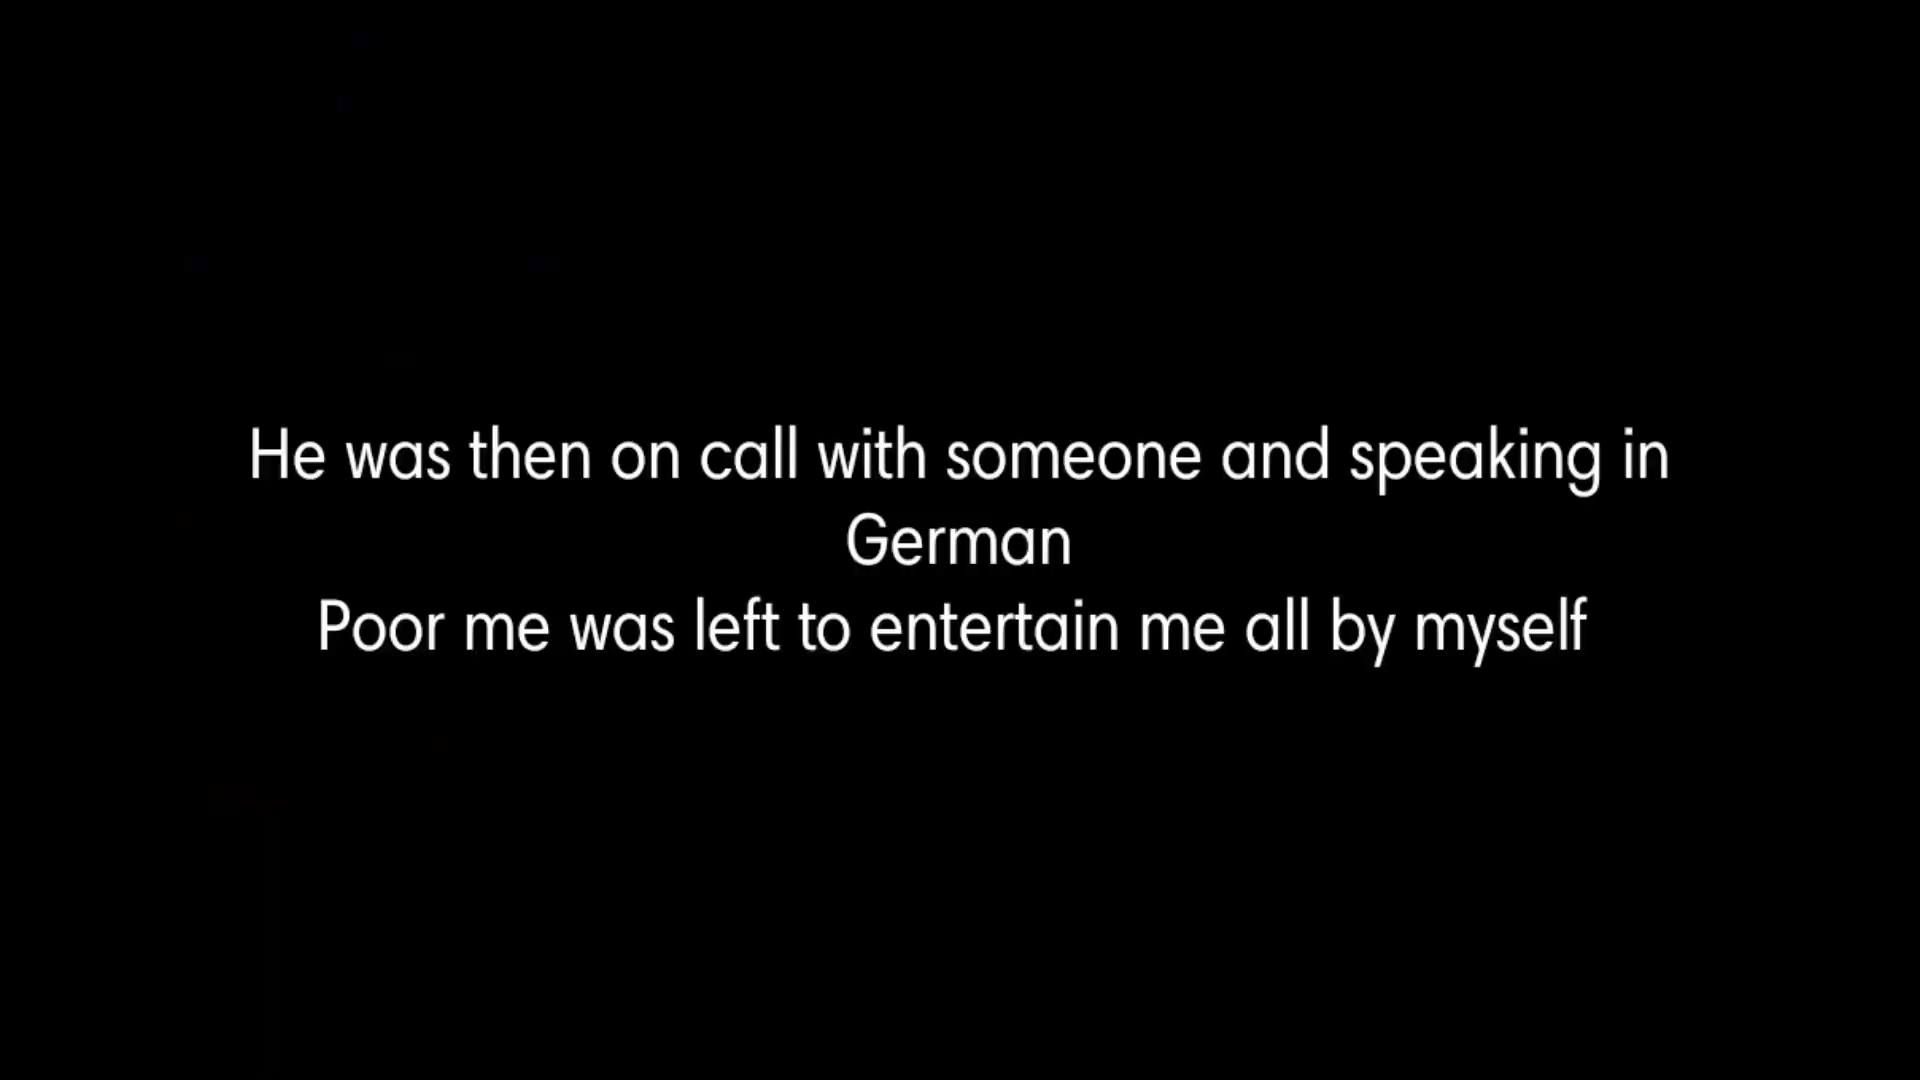 He was then on call with someone and speaking in
German
Poor me was left to entertain me all by myself